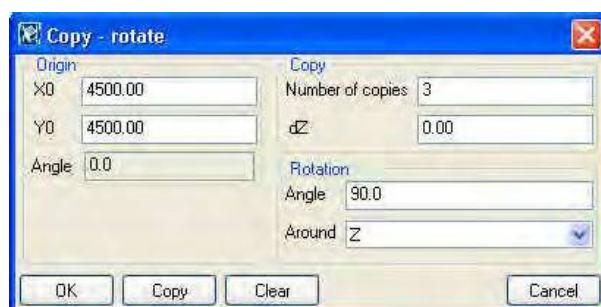 Copy - rotate
Origin
X0 4500.00
Y0 4500.00
Angle 0.0
Copy
Number of copies 3
dZ 0.00
Rotation
Angle 90.0
Around Z
OK Copy Clear Cancel